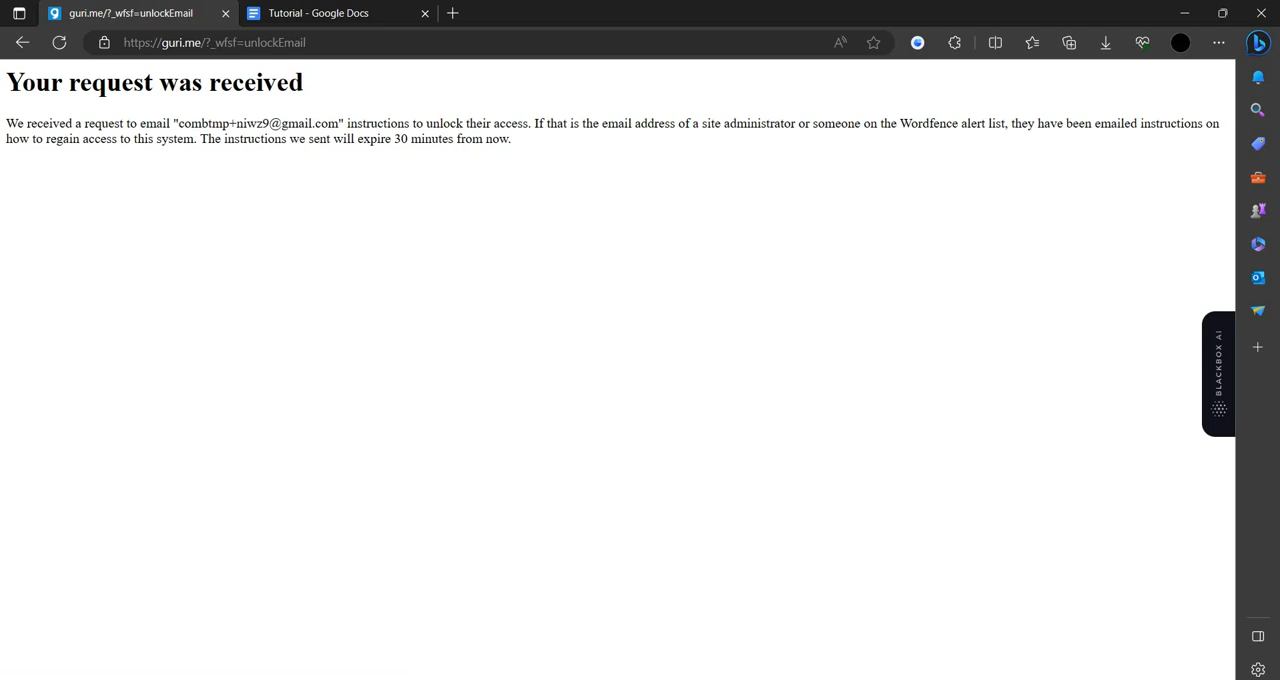 guri.me/?_wfsf=unlockEmail
Tutorial - Google Docs
https://guri.me/?_wfsf=unlockEmail
Your request was received
We received a request to email "combtmp+niwz9@gmail.com" instructions to unlock their access. If that is the email address of a site administrator or someone on the Wordfence alert list, they have been emailed instructions on
how to regain access to this system. The instructions we sent will expire 30 minutes from now.
BLACKBOX AI